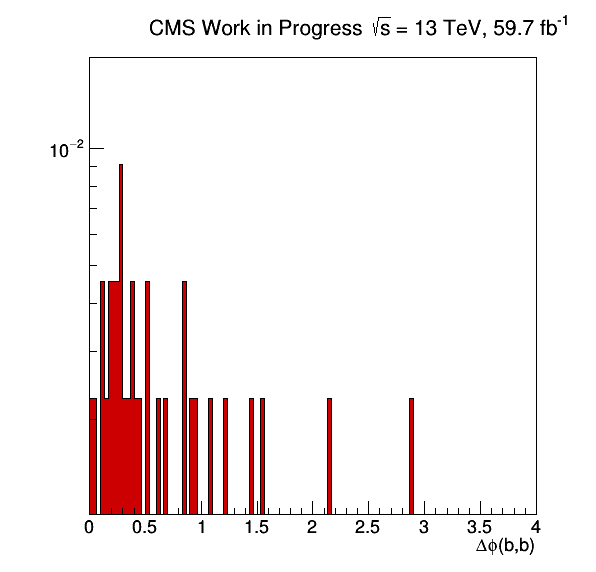 CMS Work in Progress √s = 13 TeV, 59.7 fb⁻¹
10⁻²
0 0.5 1 1.5 2 2.5 3 3.5 4
Δϕ(b,b)